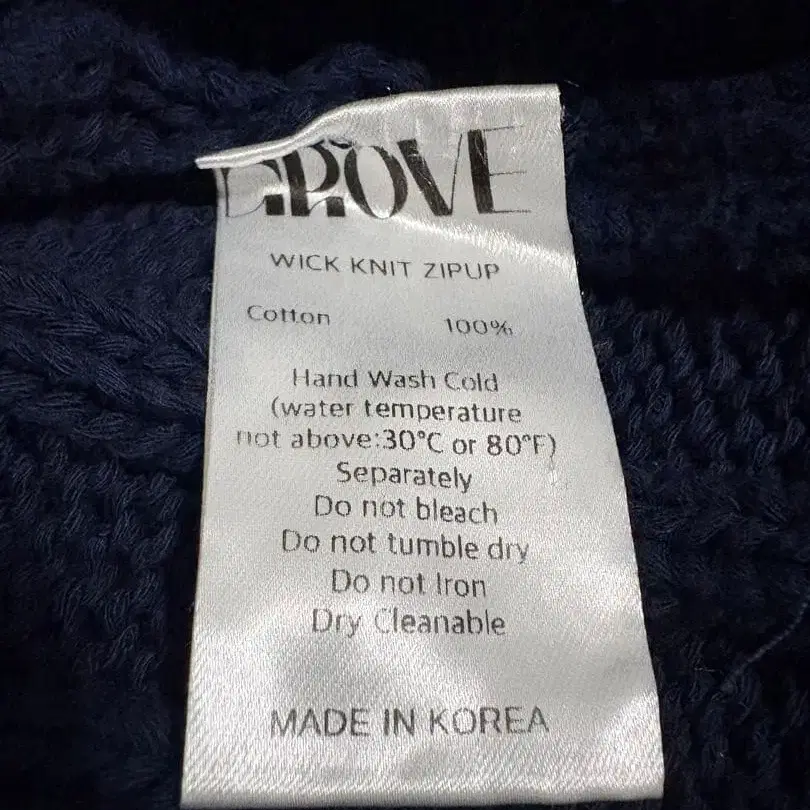 GROVE
WICK KNIT ZIPUP
Cotton 100%
Hand Wash Cold
(water temperature
not above:30°C or 80°F)
Separately
Do not bleach
Do not tumble dry
Do not Iron
Dry Cleanable
MADE IN KOREA